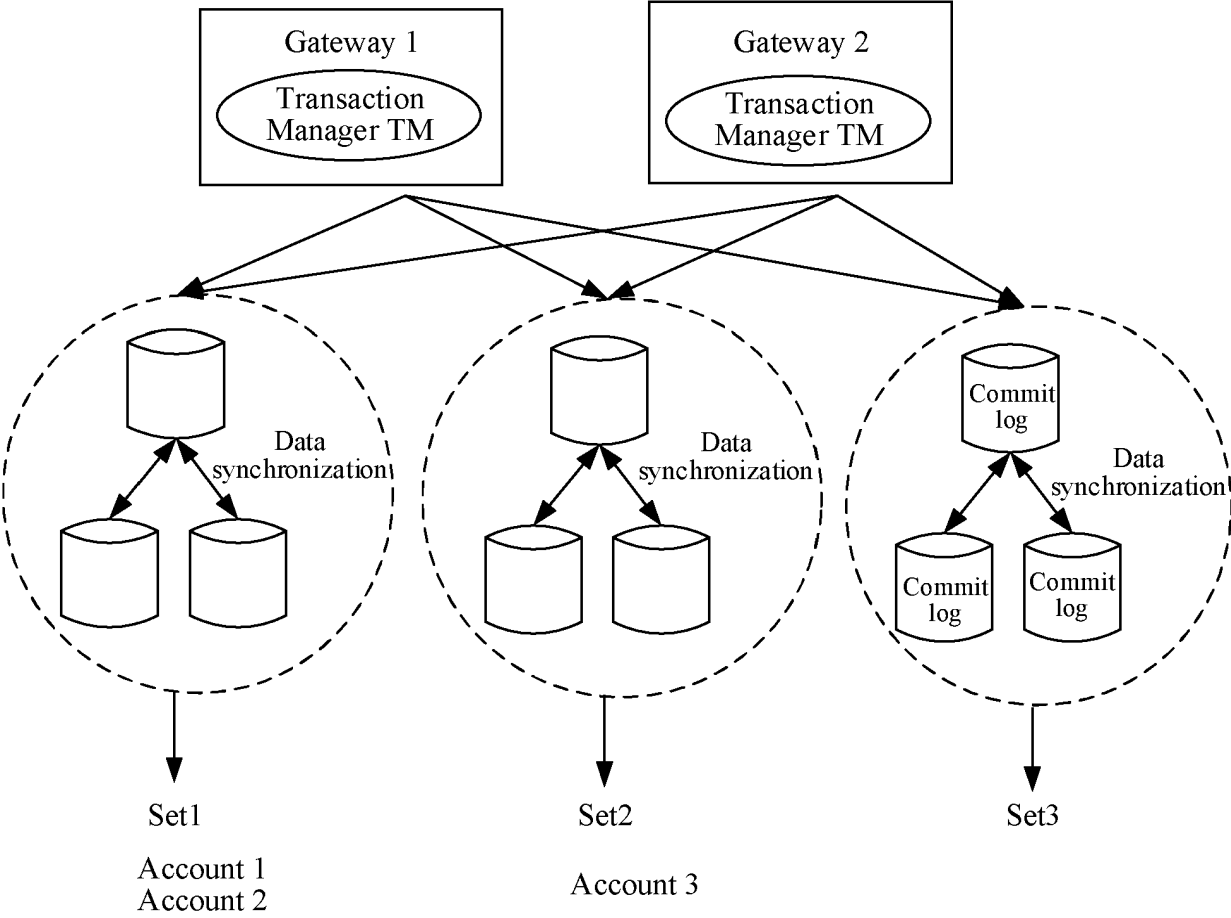 Gateway 1
Transaction
Manager TM
Gateway 2
Transaction
Manager TM
Data
synchronization
Data
synchronization
Commit
log
Data
synchronization
Commit
log
Commit
log
Set1
Account 1
Account 2
Set2
Account 3
Set3